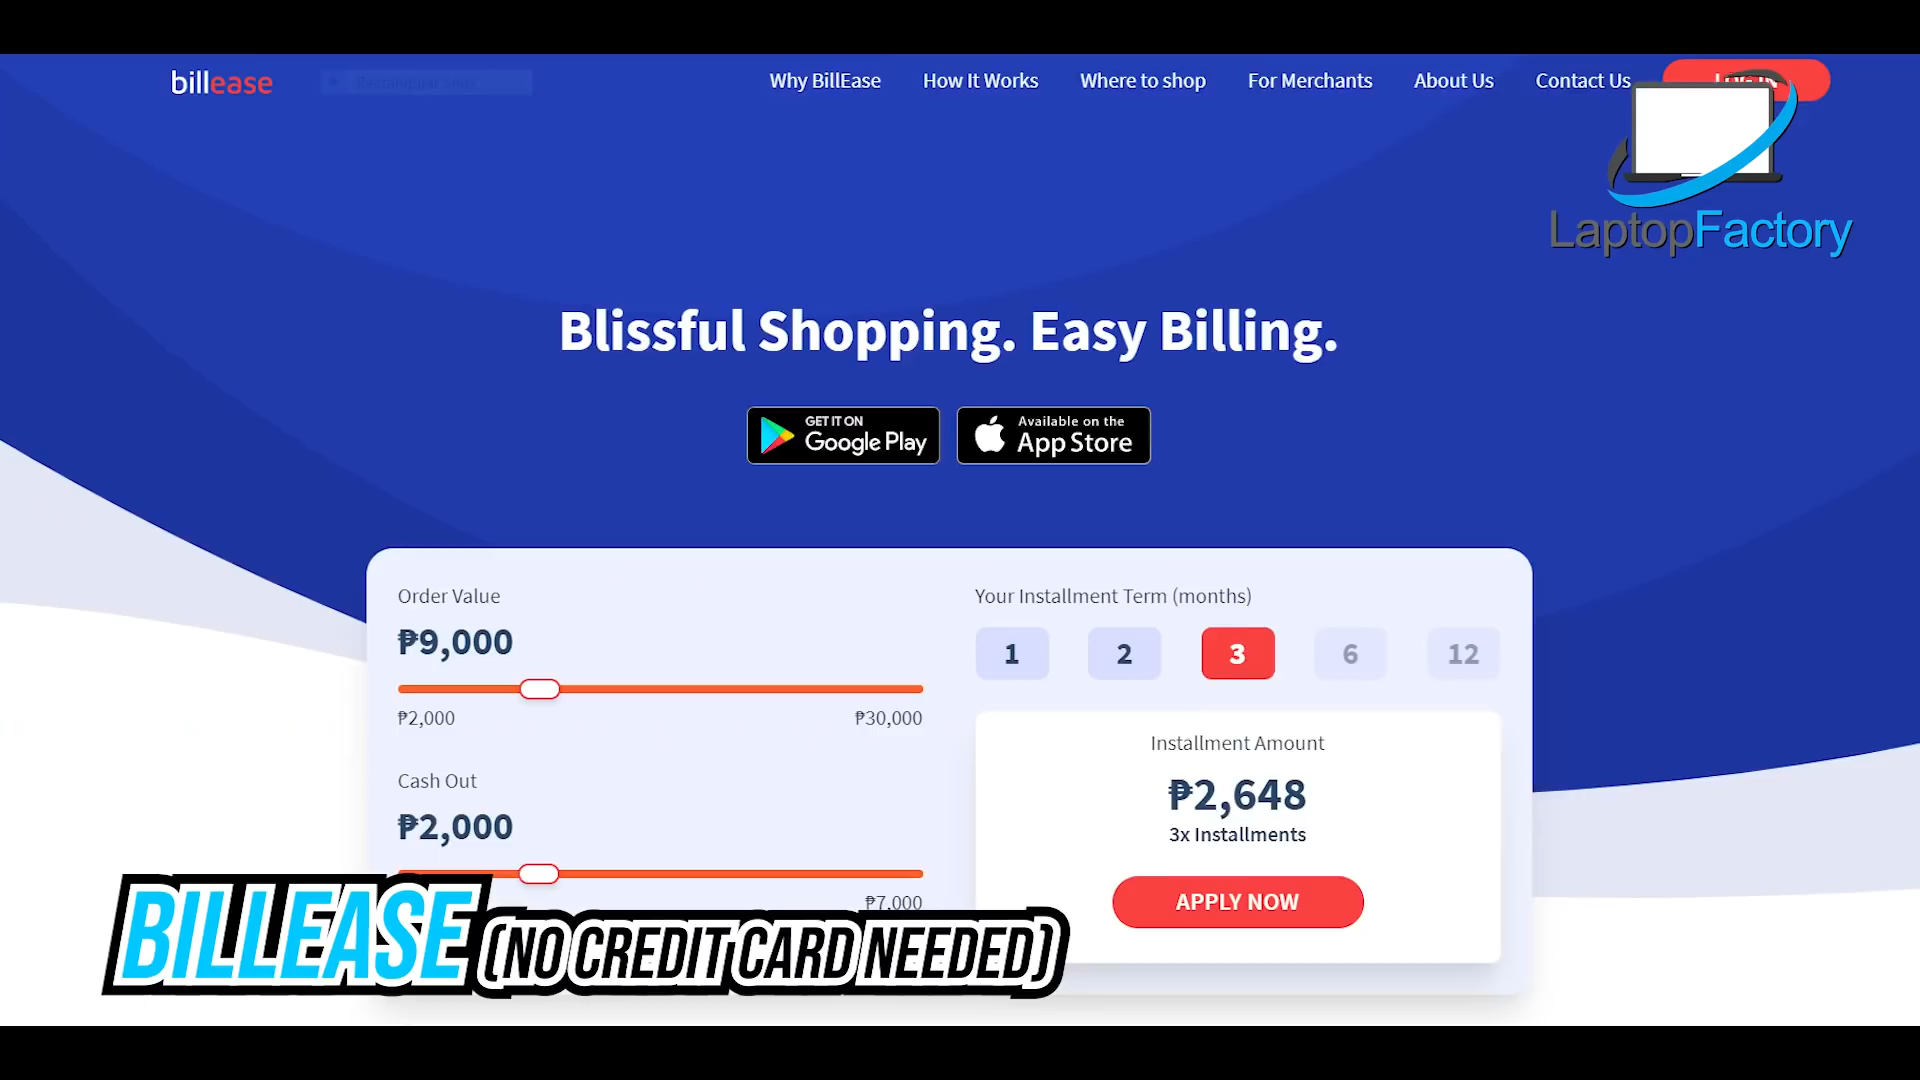 billease
Why BillEase
How It Works
Where to shop
For Merchants
About Us
Contact Us
LaptopFactory
Blissful Shopping. Easy Billing.
GET IT ON
Google Play
Available on the
App Store
Order Value
₱9,000
₱2,000
₱30,000
Cash Out
₱2,000
₱7,000
Your Installment Term (months)
1
2
3
6
12
Installment Amount
₱2,648
3x Installments
APPLY NOW
BILLEASE (NO CREDIT CARD NEEDED)